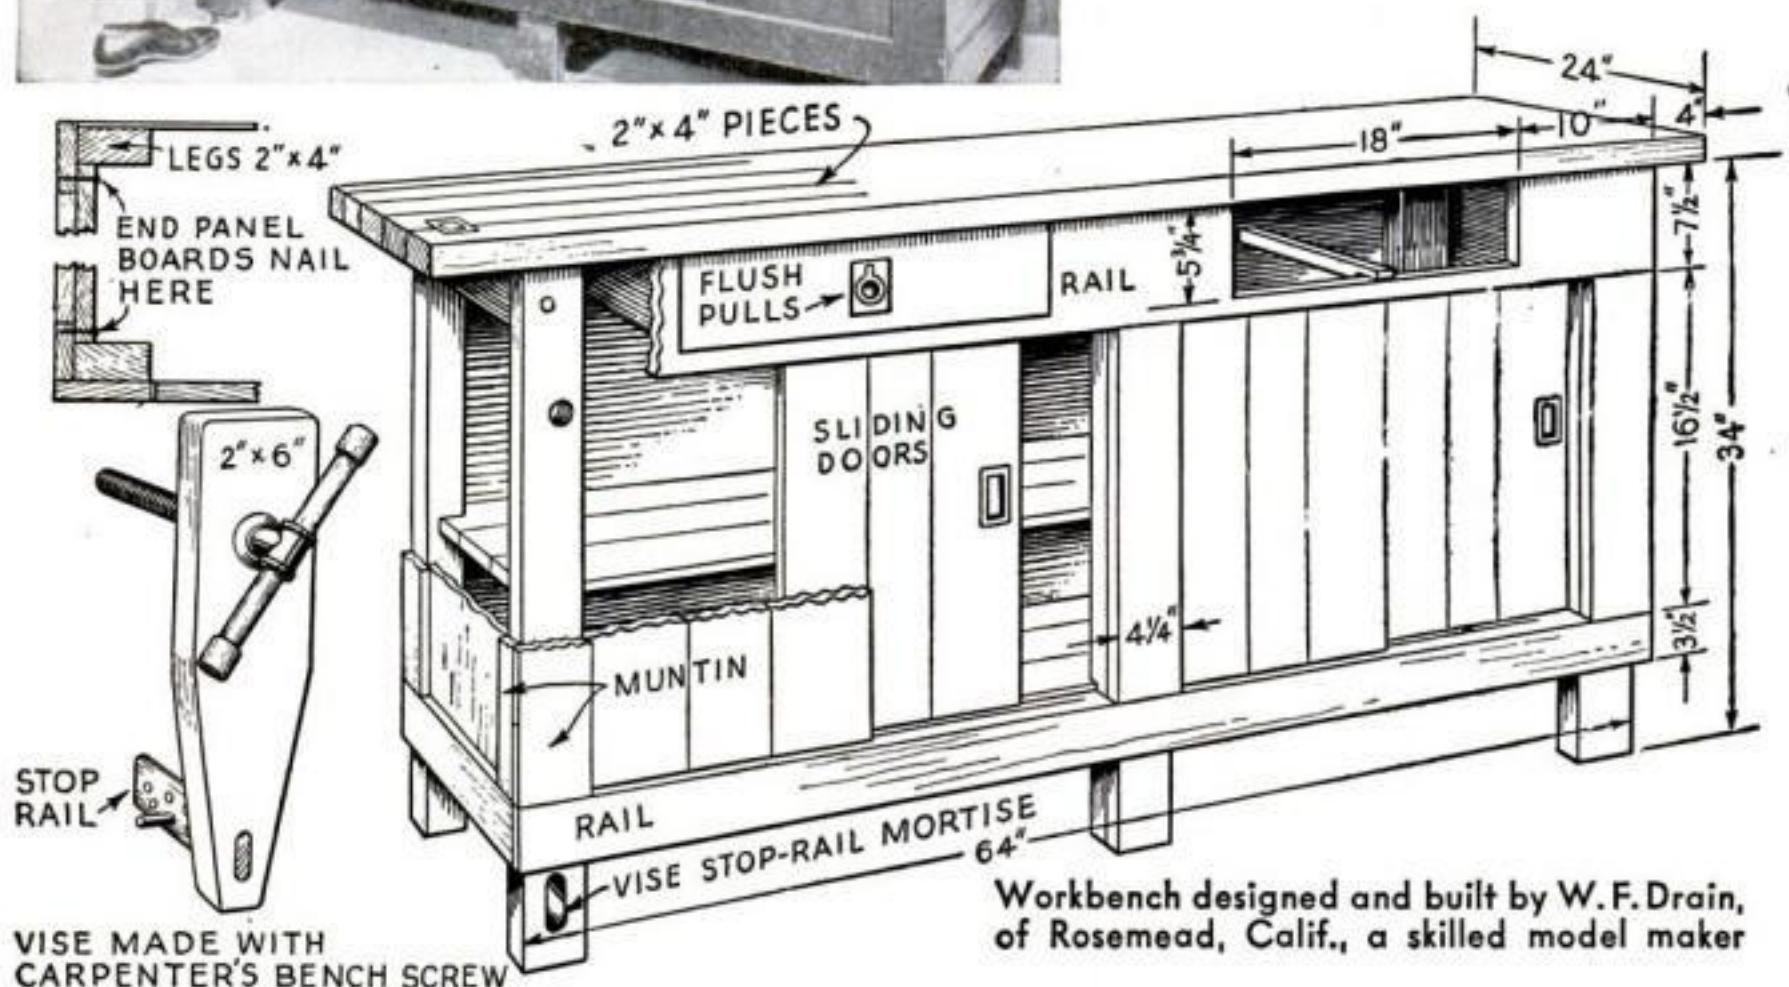 24"
2"x 4" PIECES
18"
10"
4"
LEGS 2"x4"
END PANEL
BOARDS NAIL
HERE
FLUSH
PULLS
RAIL
5¾"
7½"
SLIDING
DOORS
16½"
34"
2"x6"
4¼"
3½"
MUNTIN
STOP
RAIL
RAIL
VISE STOP-RAIL MORTISE
64"
VISE MADE WITH
CARPENTER'S BENCH SCREW
Workbench designed and built by W.F. Drain,
of Rosemead, Calif., a skilled model maker